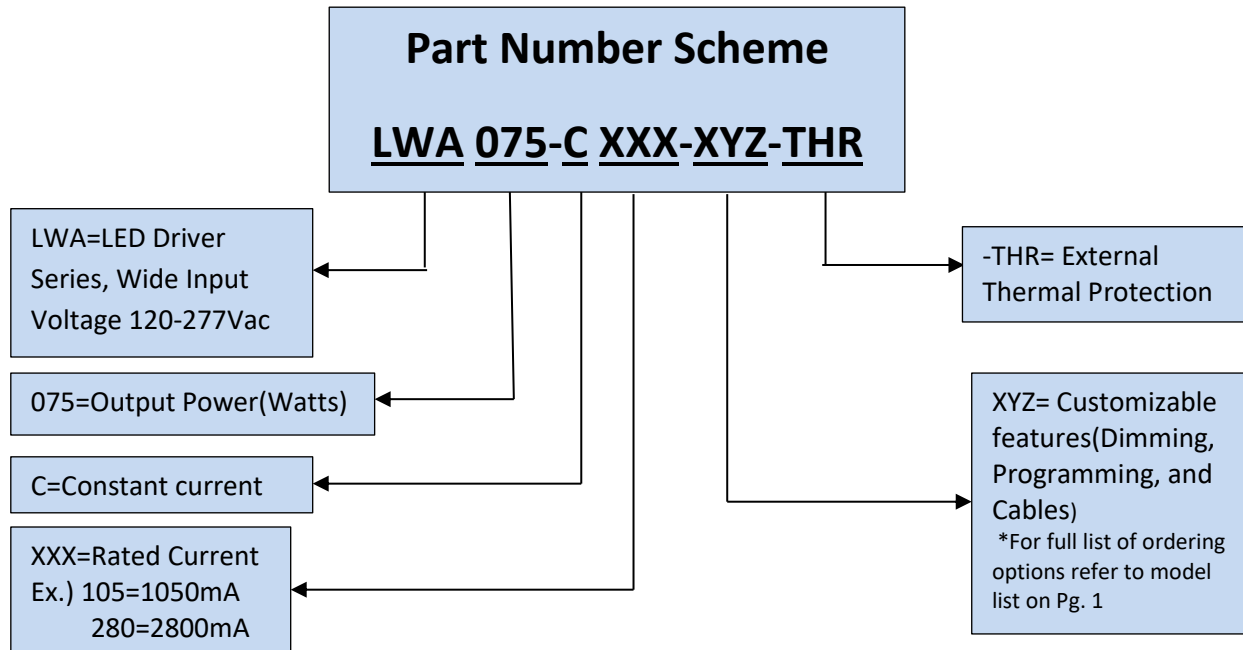 Part Number Scheme
LWA 075-C XXX-XYZ-THR
LWA=LED Driver
Series, Wide Input
Voltage 120-277Vac
075=Output Power(Watts)
C=Constant current
XXX=Rated Current
Ex.) 105=1050mA
280=2800mA
-THR= External
Thermal Protection
XYZ= Customizable
features(Dimming,
Programming, and
Cables)
*For full list of ordering
options refer to model
list on Pg. 1